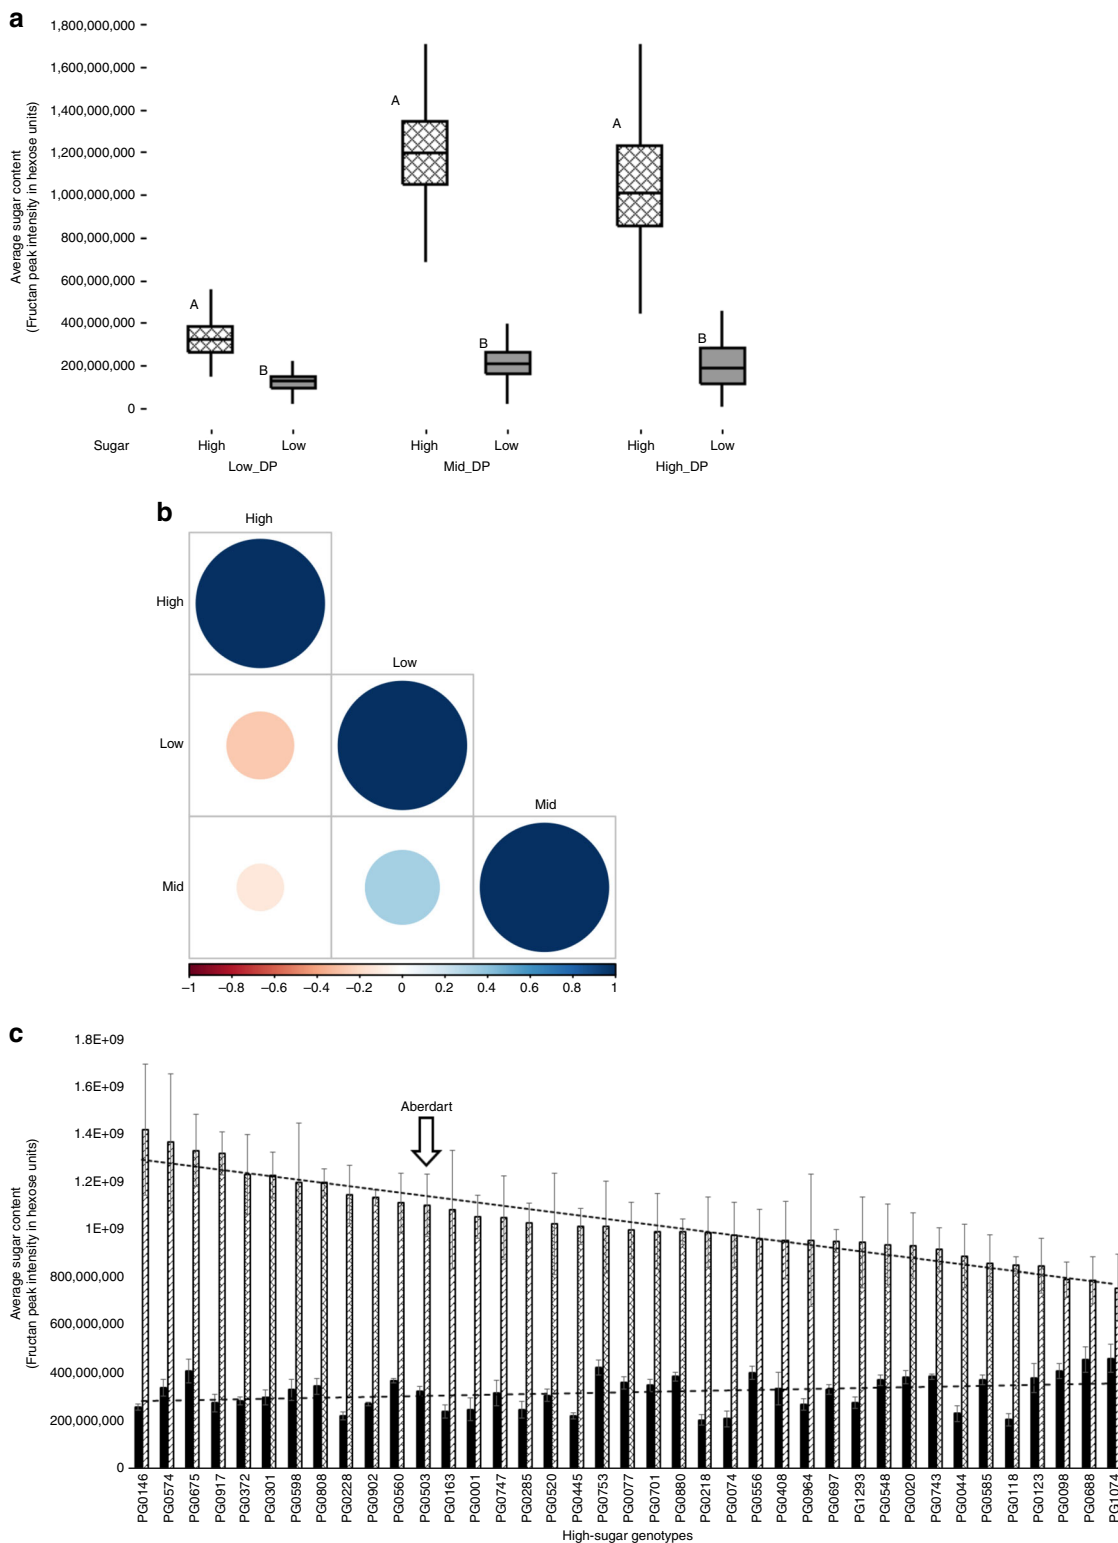 a
Average sugar content
(Fructan peak intensity in hexose units)
1,800,000,000
1,600,000,000
1,400,000,000
1,200,000,000
1,000,000,000
800,000,000
600,000,000
400,000,000
200,000,000
0
A
B
A
B
A
B
Sugar High Low High Low High Low
Low_DP Mid_DP High_DP
b
High
High
Low
Low
Mid
Mid
−1 −0.8 −0.6 −0.4 −0.2 0 0.2 0.4 0.6 0.8 1
c
Average sugar content
(Fructan peak intensity in hexose units)
1.8E+09
1.6E+09
1.4E+09
1.2E+09
1E+09
800,000,000
600,000,000
400,000,000
200,000,000
0
Aberdart
PG0146
PG0574
PG0675
PG0917
PG0372
PG0301
PG0598
PG0808
PG0228
PG0902
PG0560
PG0503
PG0163
PG0001
PG0747
PG0285
PG0520
PG0445
PG0753
PG0077
PG0701
PG0880
PG0218
PG0074
PG0556
PG0408
PG0964
PG0697
PG1293
PG0548
PG0020
PG7443
PG0044
PG0585
PG0118
PG0123
PG0098
PG0688
PG1074
High-sugar genotypes